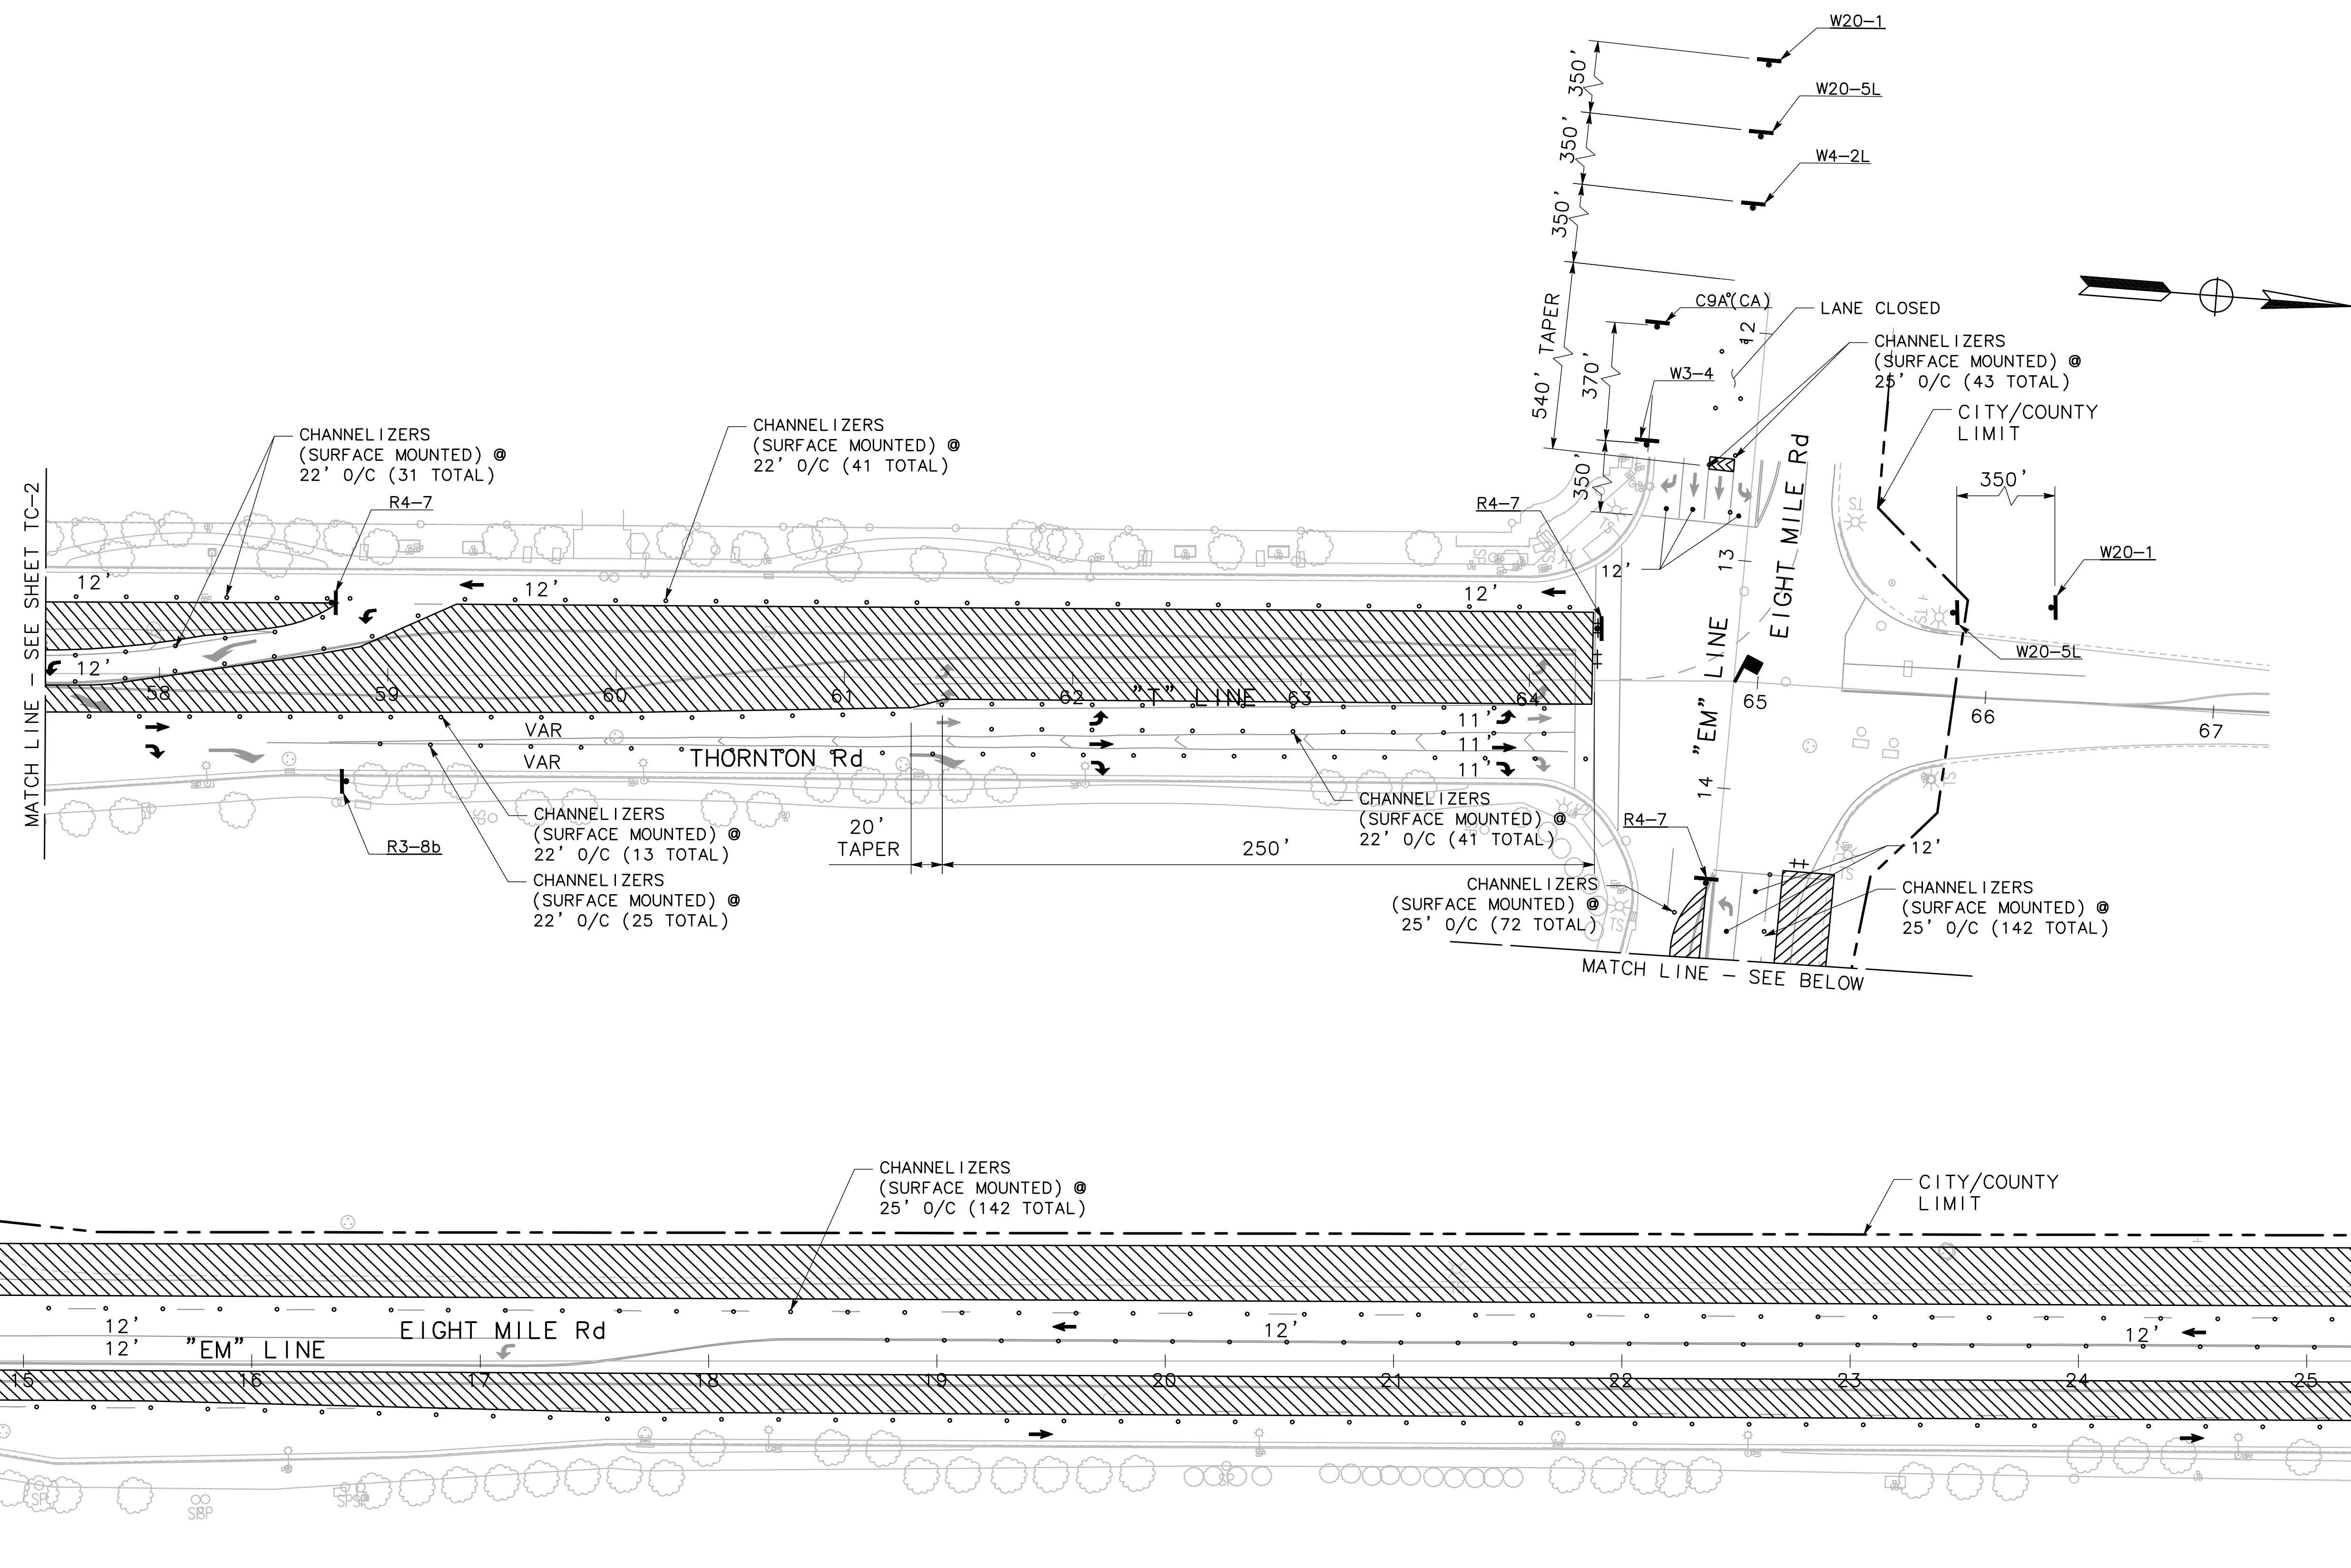 W20-1
350'
W20-5L
350'
W4-2L
350'
C9A(CA)
LANE CLOSED
12
540' TAPER
370'
W3-4
CHANNELIZERS
(SURFACE MOUNTED) @
25' O/C (43 TOTAL)
CITY/COUNTY
LIMIT
350'
350'
EIGHT MILE Rd
TS
CHANNELIZERS
(SURFACE MOUNTED) @
22' O/C (31 TOTAL)
R4-7
CHANNELIZERS
(SURFACE MOUNTED) @
22' O/C (41 TOTAL)
R4-7
MATCH LINE - SEE SHEET TC-2
12'
12'
12'
12'
13
W20-1
W20-5L
12'
58
59
60
61
62
"T" LINE
63
64
65
66
67
"EM" LINE
VAR
VAR
THORNTON Rd
11'
11'
11'
14
R3-8b
CHANNELIZERS
(SURFACE MOUNTED) @
22' O/C (13 TOTAL)
CHANNELIZERS
(SURFACE MOUNTED) @
22' O/C (25 TOTAL)
20'
TAPER
250'
CHANNELIZERS
(SURFACE MOUNTED) @
22' O/C (41 TOTAL)
R4-7
12'
TS
CHANNELIZERS
(SURFACE MOUNTED) @
25' O/C (72 TOTAL)
TS
CHANNELIZERS
(SURFACE MOUNTED) @
25' O/C (142 TOTAL)
MATCH LINE - SEE BELOW
CHANNELIZERS
(SURFACE MOUNTED) @
25' O/C (142 TOTAL)
CITY/COUNTY
LIMIT
12'
EIGHT MILE Rd
12'
12'
12'
"EM" LINE
15
16
17
18
19
20
21
22
23
24
25